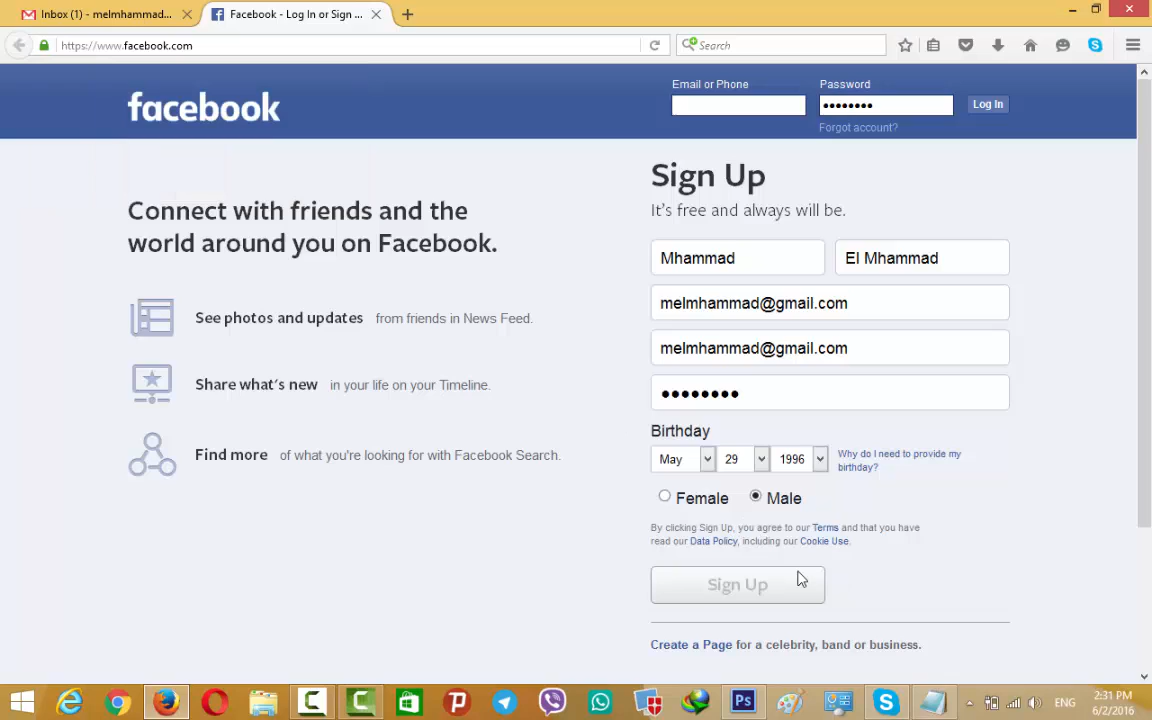 Inbox (1) - melmhammad...
Facebook - Log In or Sign ...
https://www.facebook.com
Search
facebook
Email or Phone
Password
••••••••
Log In
Forgot account?
Connect with friends and the
world around you on Facebook.
See photos and updates from friends in News Feed.
Share what's new in your life on your Timeline.
Find more of what you're looking for with Facebook Search.
Sign Up
It's free and always will be.
Mhammad
El Mhammad
melmhammad@gmail.com
melmhammad@gmail.com
••••••••
Birthday
May 29 1996
Why do I need to provide my
birthday?
Female Male
By clicking Sign Up, you agree to our Terms and that you have
read our Data Policy, including our Cookie Use.
Sign Up
Create a Page for a celebrity, band or business.
ENG
2:31 PM
6/2/2016